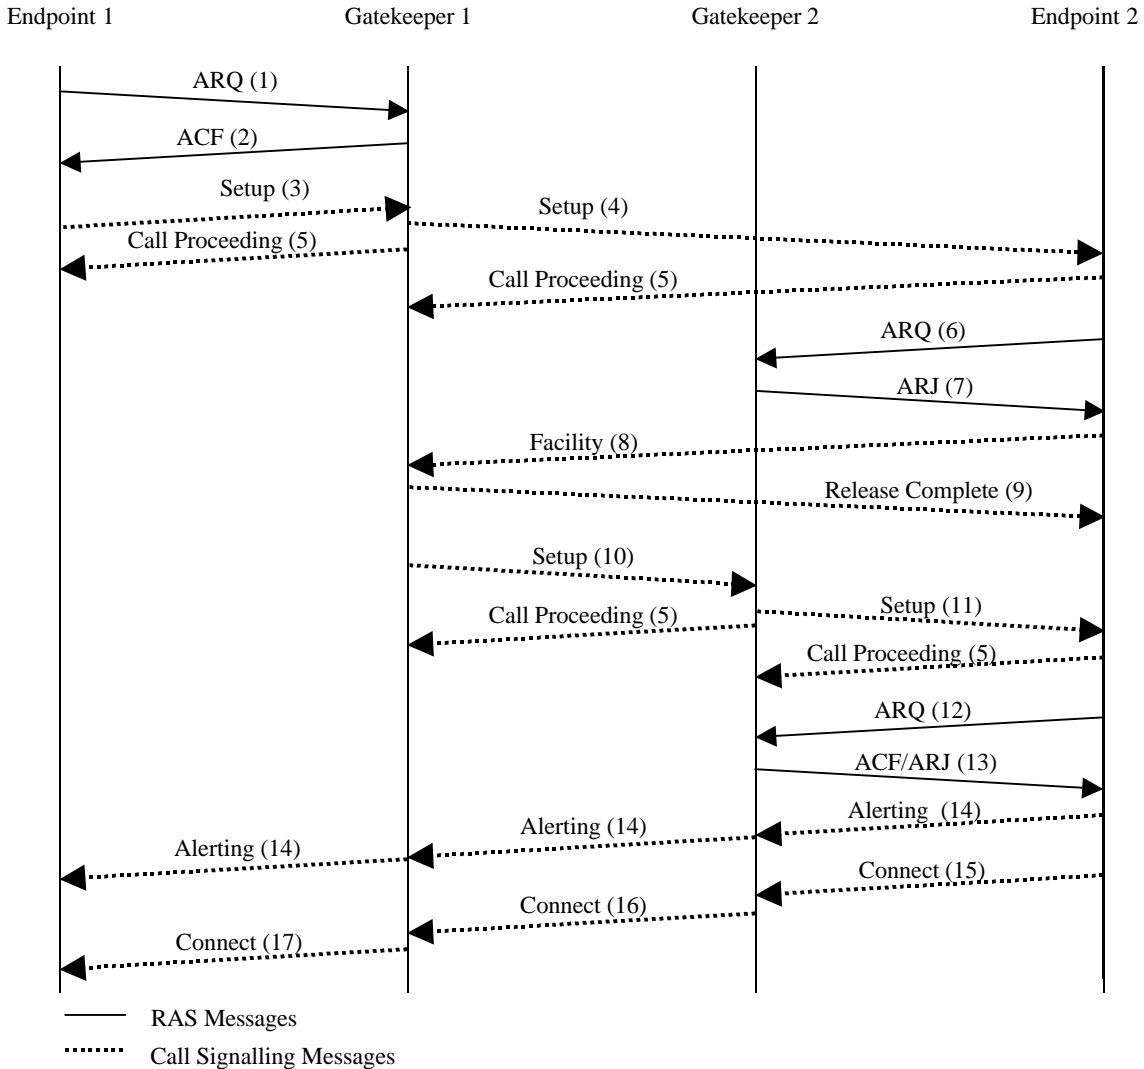 Endpoint 1 Gatekeeper 1 Gatekeeper 2 Endpoint 2
ARQ (1)
ACF (2)
Setup (3)
Setup (4)
Call Proceeding (5)
Call Proceeding (5)
ARQ (6)
ARJ (7)
Facility (8)
Release Complete (9)
Setup (10)
Setup (11)
Call Proceeding (5)
Call Proceeding (5)
ARQ (12)
ACF/ARJ (13)
Alerting (14)
Alerting (14)
Alerting (14)
Connect (15)
Connect (16)
Connect (17)
RAS Messages
Call Signalling Messages